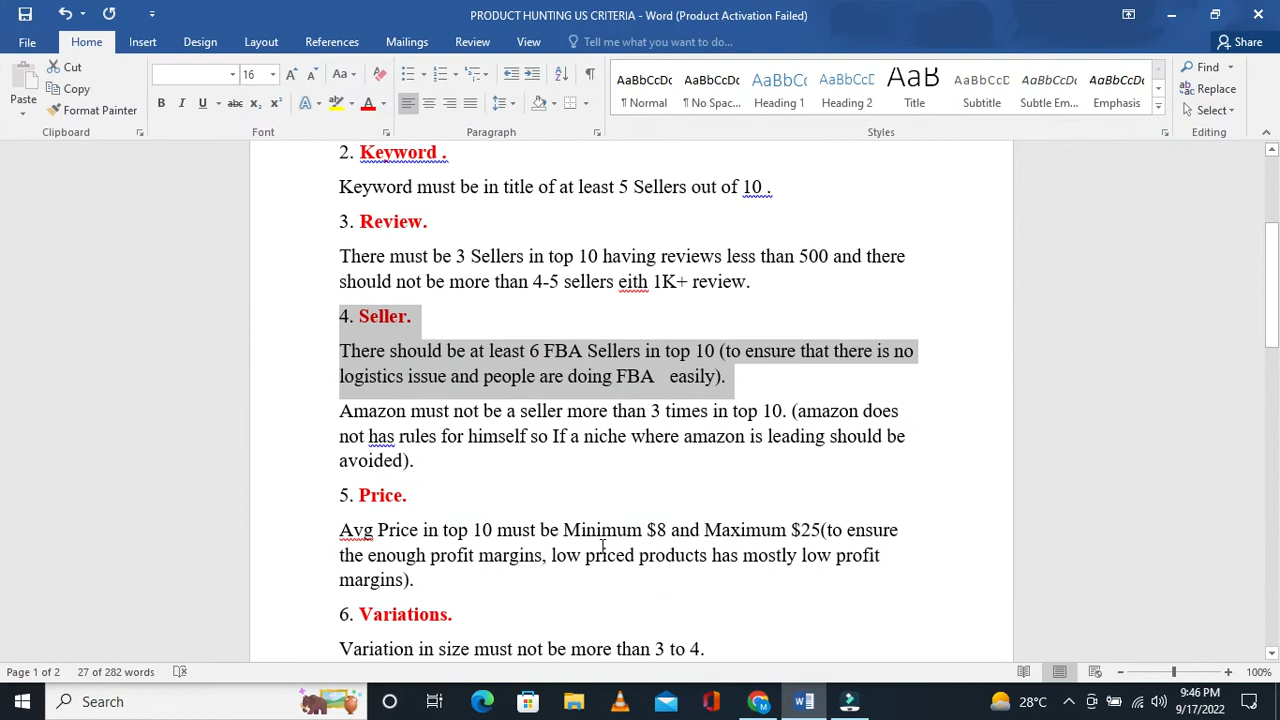 PRODUCT HUNTING US CRITERIA - Word (Product Activation Failed)
File Home Insert Design Layout References Mailings Review View Tell me what you want to do... Share
Paste
Cut
Copy
Format Painter
Clipboard
16
Aa
B I U abc X2 X2 A A
Font
Paragraph
AaBbCcDc AaBbCcDc AaBbCc AaBbCcC AaB AaBbCcD AaBbCcDc AaBbCcDc
¶ Normal ¶ No Spac... Heading 1 Heading 2 Title Subtitle Subtle Em... Emphasis
Styles
Find
Replace
Select
Editing
2. Keyword .
Keyword must be in title of at least 5 Sellers out of 10 .
3. Review.
There must be 3 Sellers in top 10 having reviews less than 500 and there
should not be more than 4-5 sellers eith 1K+ review.
4. Seller.
There should be at least 6 FBA Sellers in top 10 (to ensure that there is no
logistics issue and people are doing FBA easily).
Amazon must not be a seller more than 3 times in top 10. (amazon does
not has rules for himself so If a niche where amazon is leading should be
avoided).
5. Price.
Avg Price in top 10 must be Minimum $8 and Maximum $25(to ensure
the enough profit margins, low priced products has mostly low profit
margins).
6. Variations.
Variation in size must not be more than 3 to 4.
Page 1 of 2 27 of 282 words 100%
Search 28°C 9:46 PM
9/17/2022